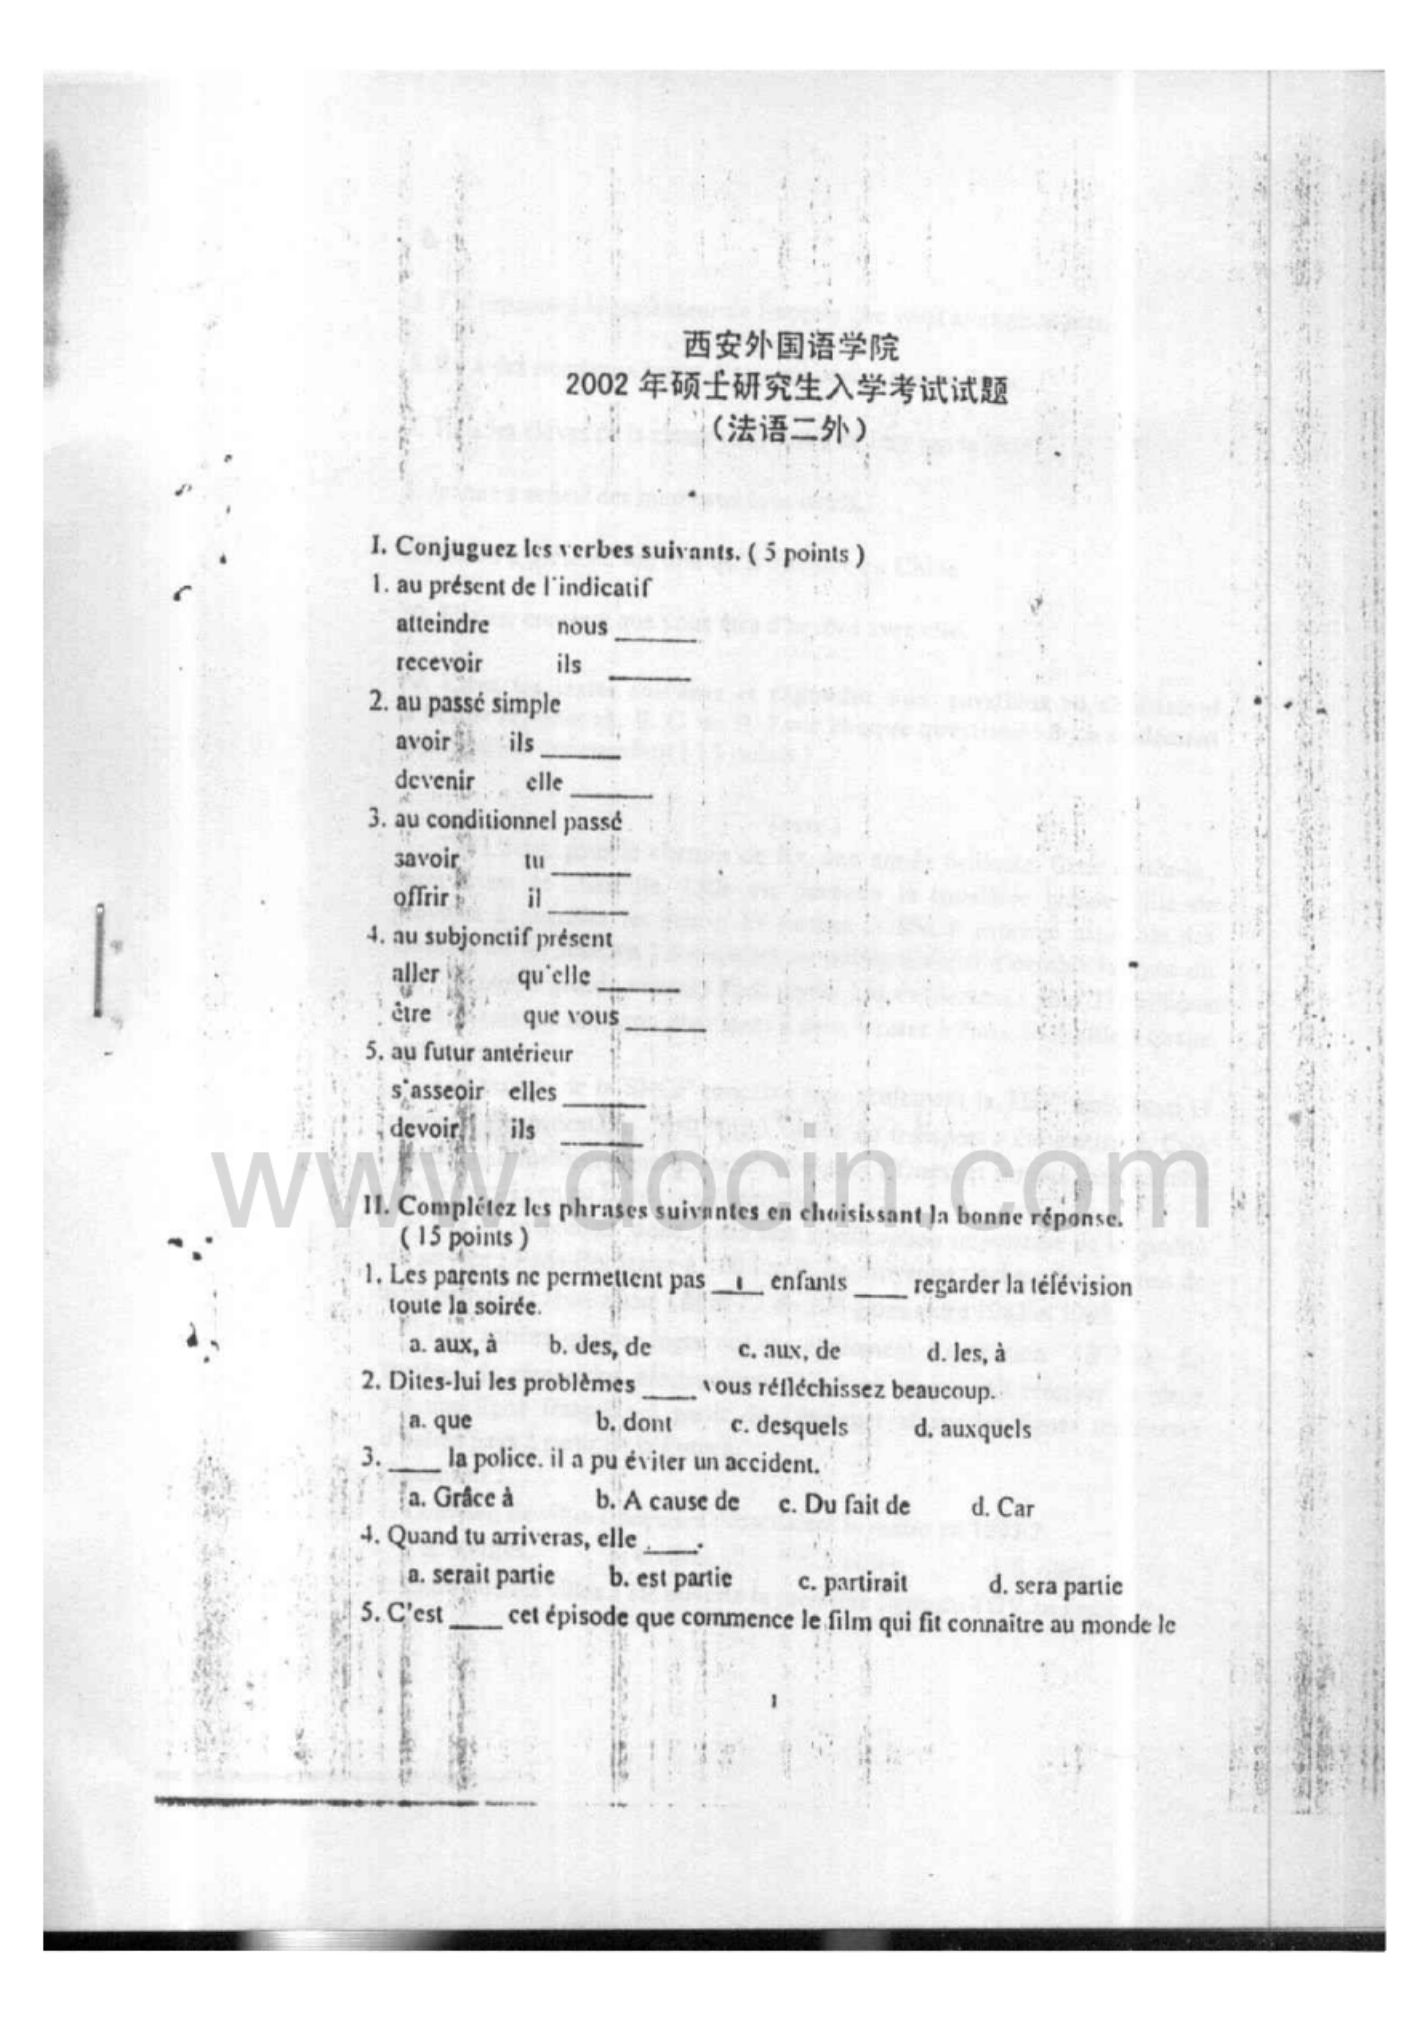 西安外国语学院
2002 年硕士研究生入学考试试题
（法语二外）
I. Conjuguez les verbes suivants. ( 5 points )
1. au présent de l'indicatif
atteindre nous ______
recevoir ils ______
2. au passé simple
avoir ils ______
devenir elle ______
3. au conditionnel passé
savoir tu ______
offrir il ______
4. au subjonctif présent
aller qu'elle ______
être que vous ______
5. au futur antérieur
s'asseoir elles ______
devoir ils ______
www.docin.com
II. Complétez les phrases suivantes en choisissant la bonne réponse.
( 15 points )
1. Les parents ne permettent pas ____ enfants ____ regarder la télévision
toute la soirée.
a. aux, à b. des, de c. aux, de d. les, à
2. Dites-lui les problèmes ____ vous réfléchissez beaucoup.
a. que b. dont c. desquels d. auxquels
3. ____ la police. il a pu éviter un accident.
a. Grâce à b. A cause de c. Du fait de d. Car
4. Quand tu arriveras, elle ____.
a. serait partie b. est partie c. partirait d. sera partie
5. C'est ____ cet épisode que commence le film qui fit connaître au monde le
1